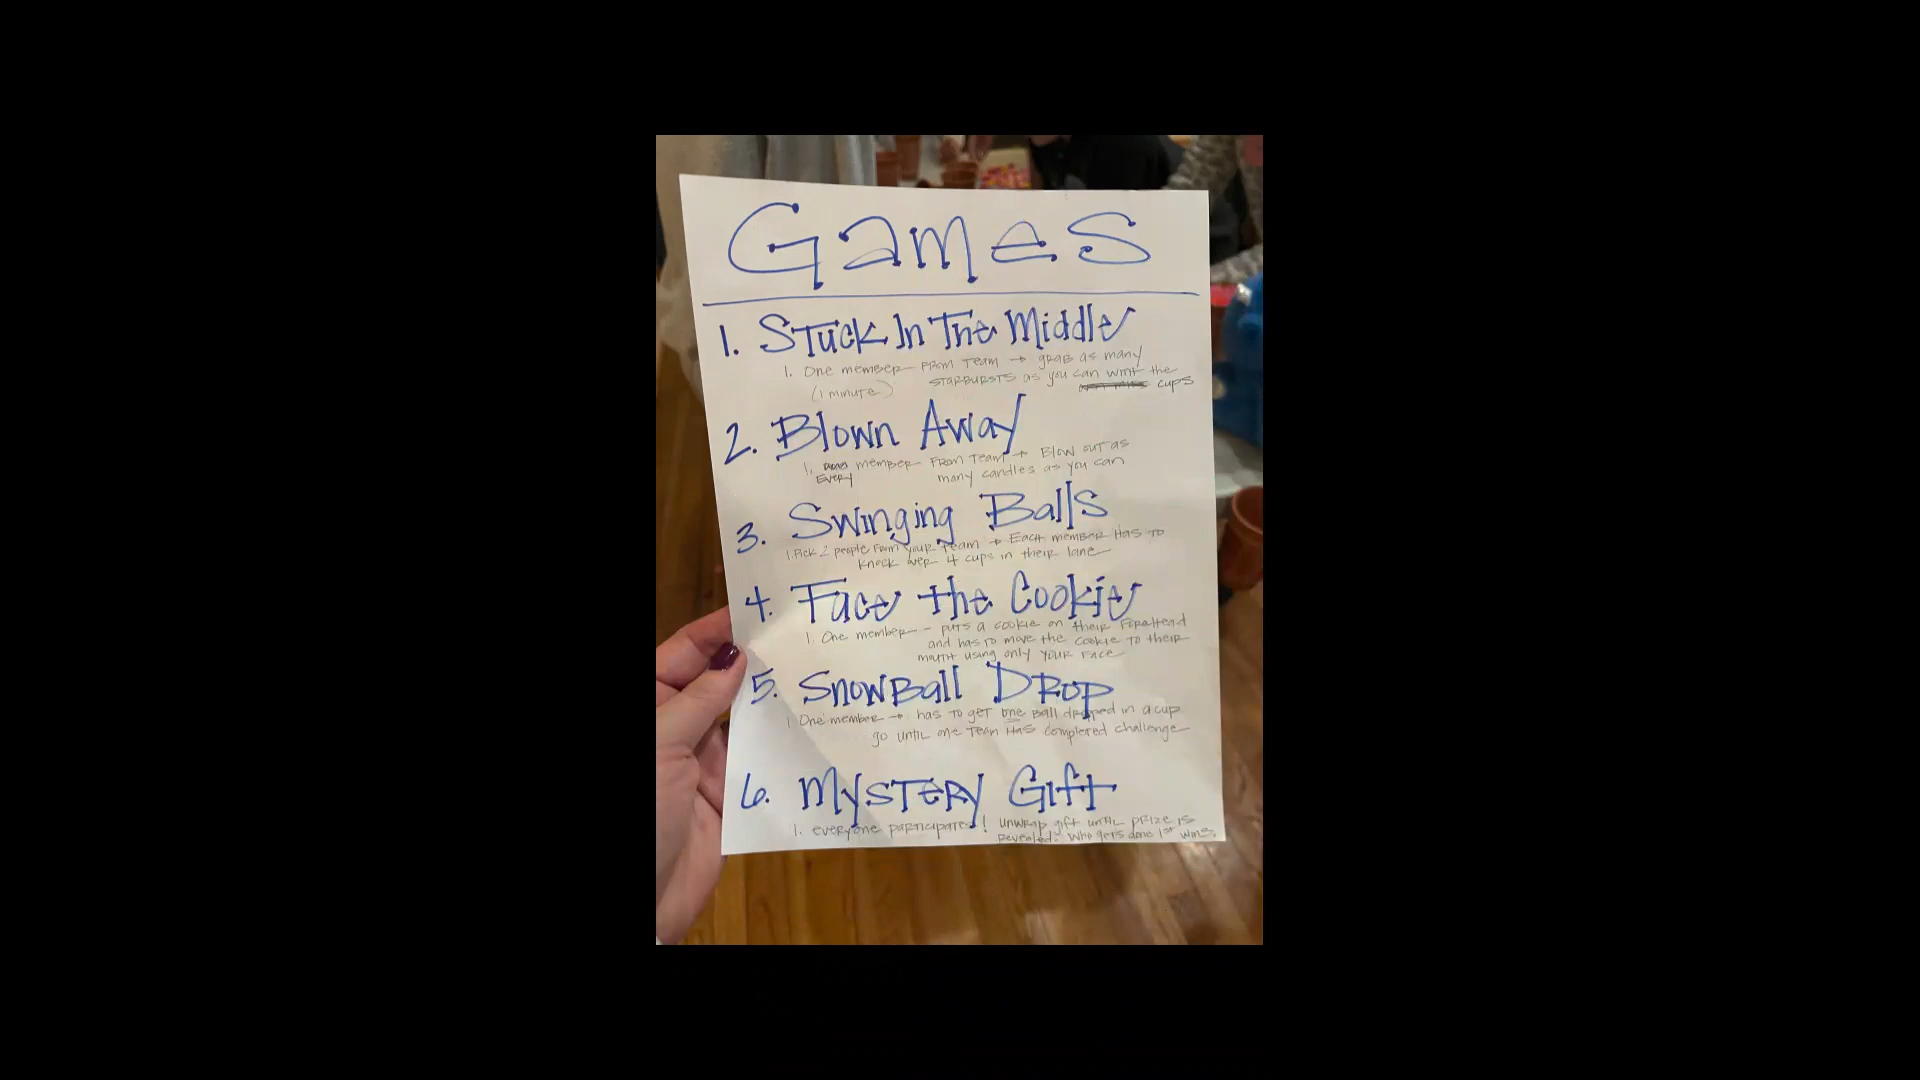 Games
1. Stuck In The Middle
1. One member From Team → grab as many
(1 minute) starbursts as you can with the
cups
2. Blown Away
1. member From Team → Blow out as
Every many candles as you can
3. Swinging Balls
1. Pick 2 people From your team → Each member Has to
knock over 4 cups in their lane
4. Face the Cookie
1. One member - puts a cookie on their Forehead
and has to move the cookie to their
mouth using only your Face
5. Snowball Drop
1 One member → has to get one Ball dropped in a cup
go until one Team Has completed challenge
6. Mystery Gift
1. everyone participates! unwrap gift until prize is
revealed. who gets done 1st wins.